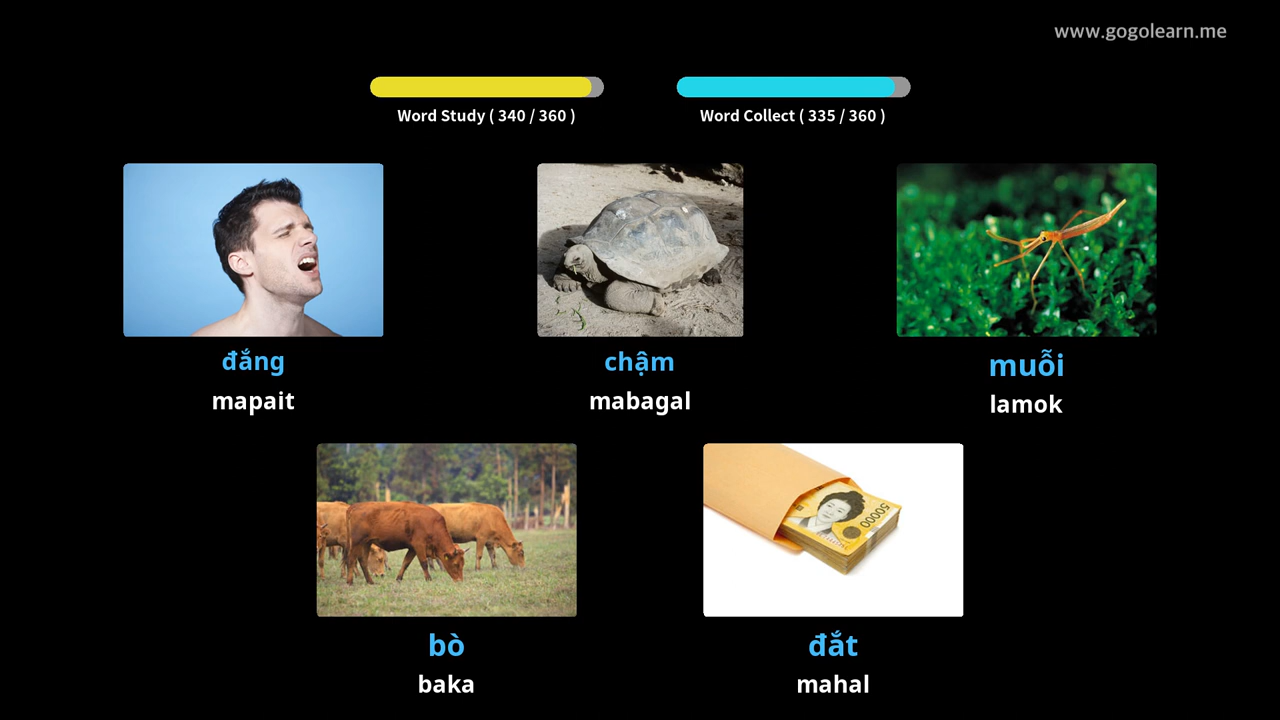 www.gogolearn.me
Word Study ( 340 / 360 )
Word Collect ( 335 / 360 )
đắng
mapait
chậm
mabagal
muỗi
lamok
50000
bò
baka
đắt
mahal